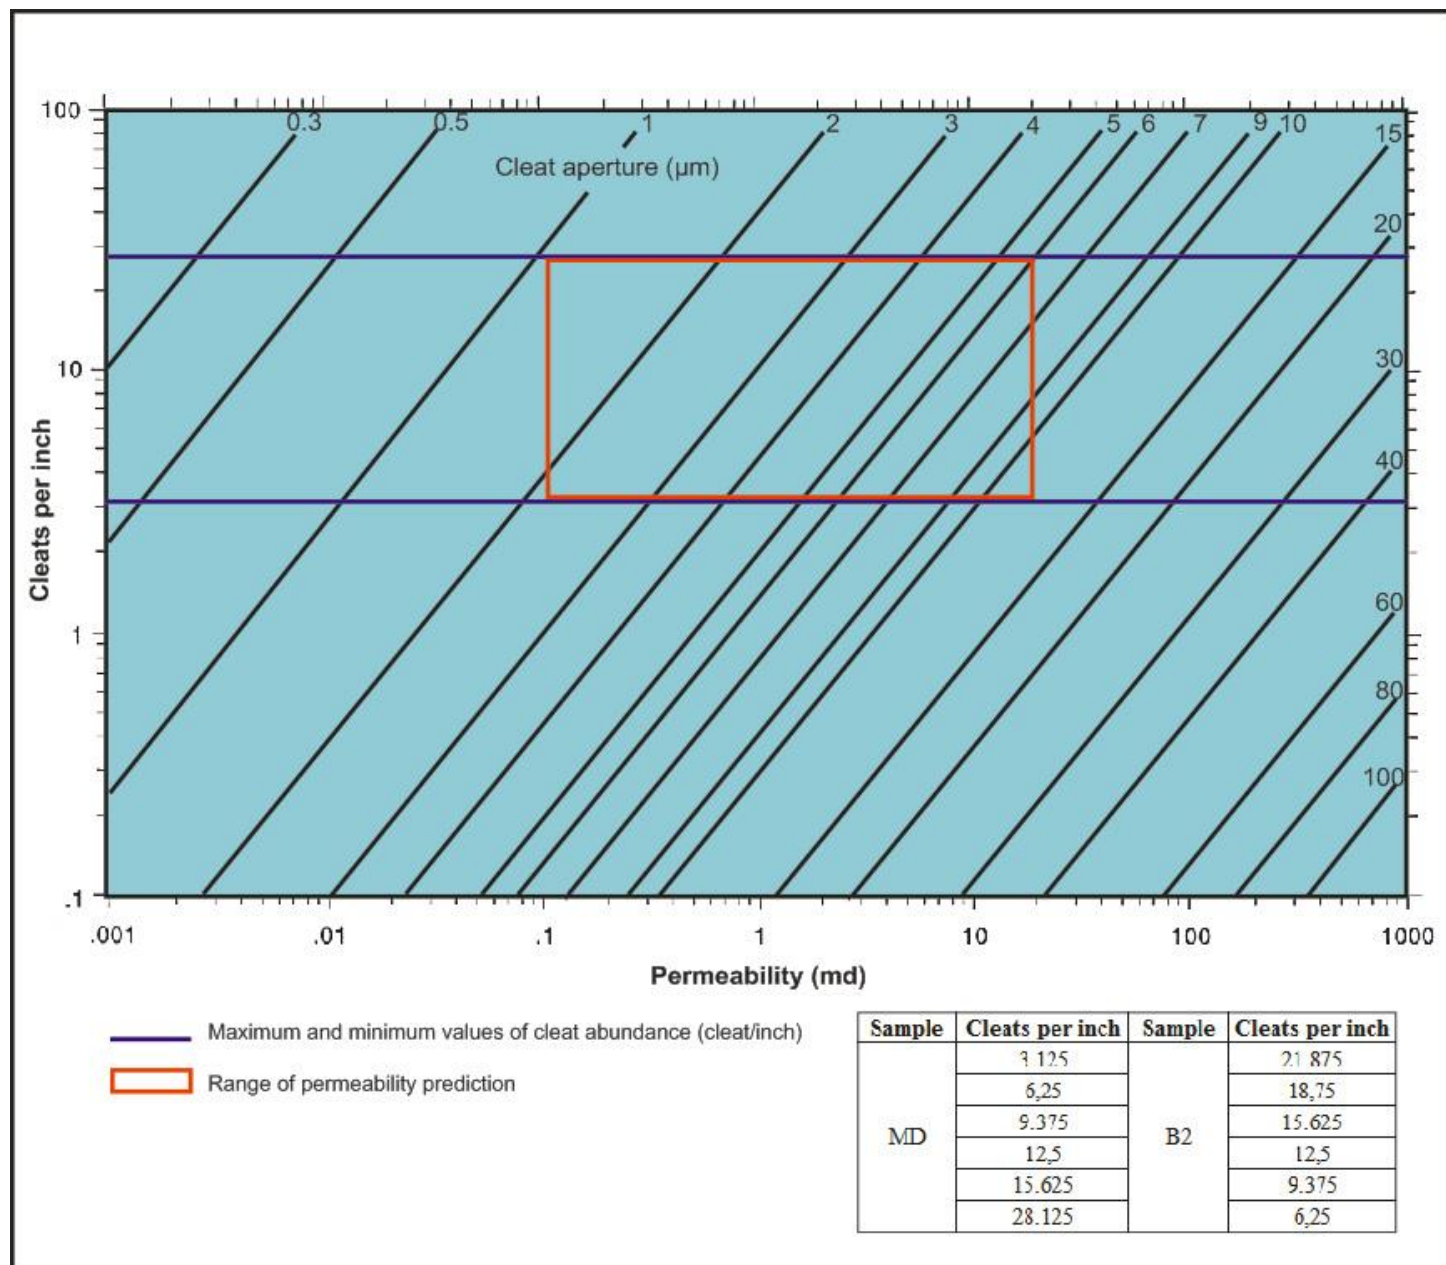 100
0.3 0.5 1 2 3 4 5 6 7 9 10 15
Cleat aperture (µm)
20
30
40
60
80
100
10
1
.1
Cleats per inch
.001 .01 .1 1 10 100 1000
Permeability (md)
Maximum and minimum values of cleat abundance (cleat/inch)
Range of permeability prediction
Sample Cleats per inch Sample Cleats per inch
MD B2
3.125 21.875
6,25 18,75
9.375 15.625
12,5 12,5
15.625 9.375
28.125 6,25